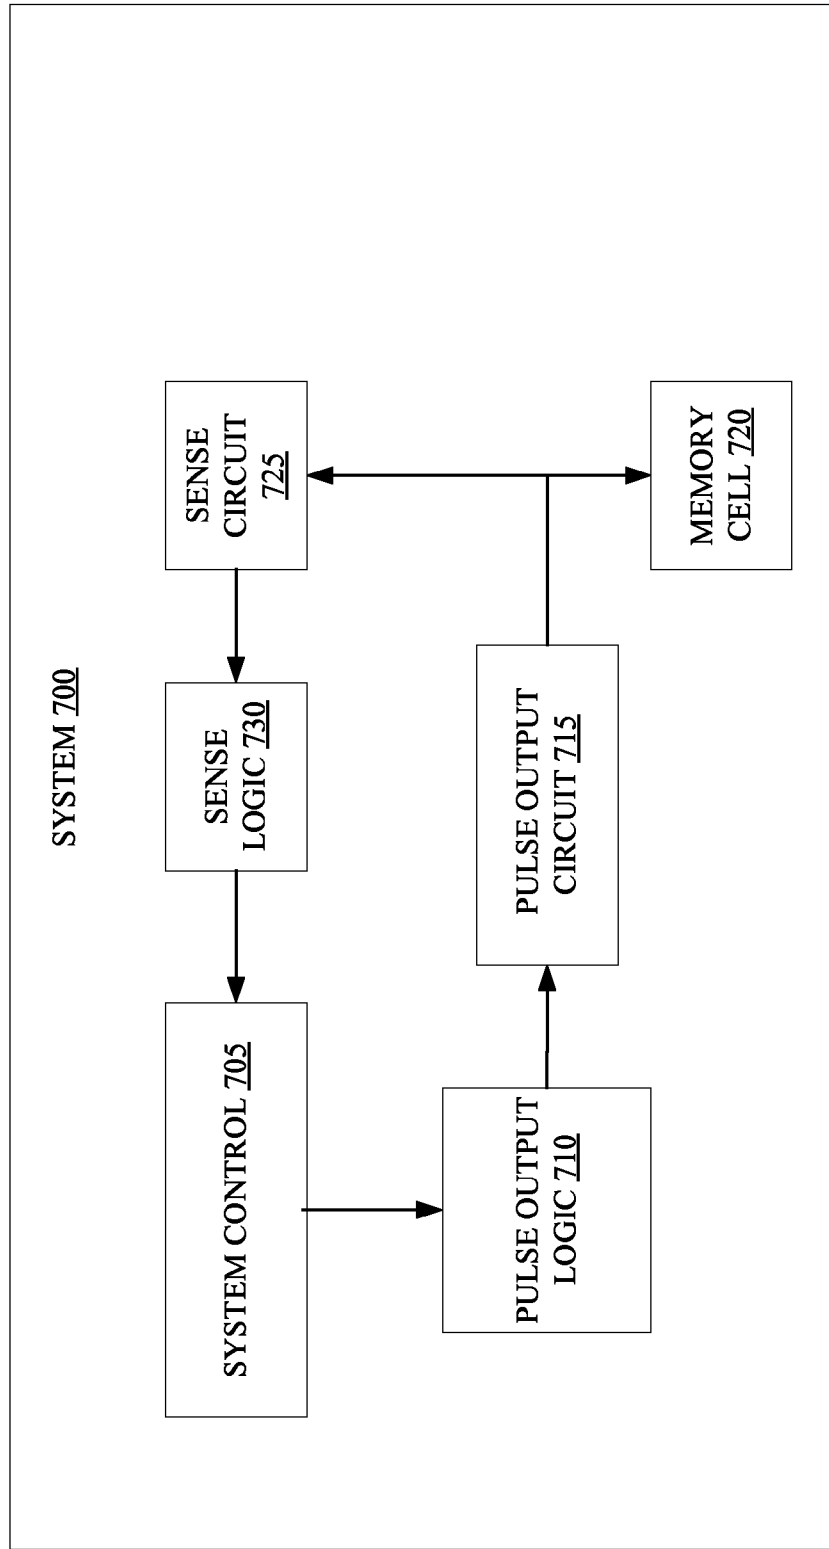 SYSTEM 700
SYSTEM CONTROL 705
SENSE
LOGIC 730
SENSE
CIRCUIT
725
PULSE OUTPUT
LOGIC 710
PULSE OUTPUT
CIRCUIT 715
MEMORY
CELL 720